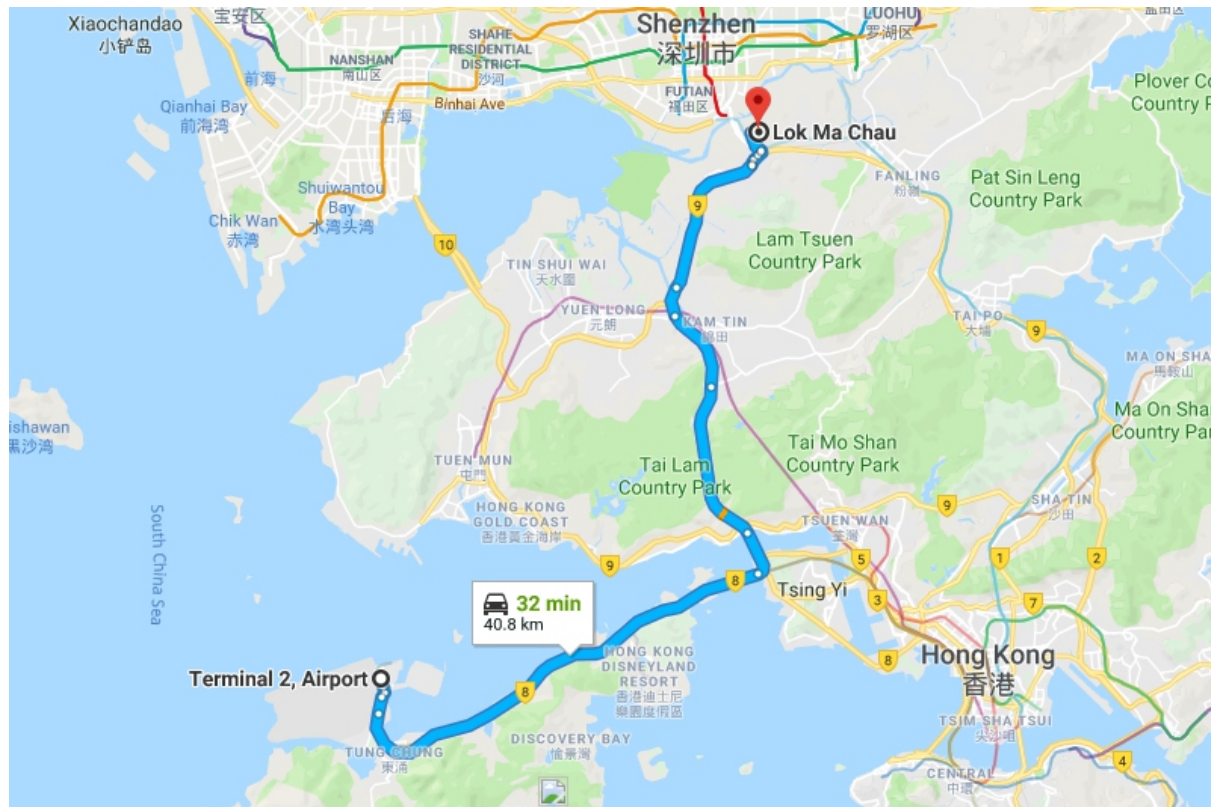 Xiaochandao
小铲岛
宝安区
Shenzhen
深圳市
LUOHU
罗湖区
SHAHE
RESIDENTIAL
DISTRICT
沙河
NANSHAN
南山区
前海
Qianhai Bay
前海湾
Binhai Ave
后海
FUTIAN
福田区
Lok Ma Chau
Plover Co
Country P
Shuiwantou
Bay
水湾头湾
Chik Wan
赤湾
FANLING
粉嶺
Pat Sin Leng
Country Park
9
10
Lam Tsuen
Country Park
TIN SHUI WAI
天水圍
YUEN LONG
元朗
KAM TIN
錦田
TAI PO
大埔
9
MA ON SHA
馬鞍山
Ma On Sha
Country Par
ishawan
黑沙湾
TUEN MUN
屯門
Tai Lam
Country Park
Tai Mo Shan
Country Park
HONG KONG
GOLD COAST
香港黃金海岸
TSUEN WAN
荃灣
9
SHA TIN
沙田
South China Sea
9
8
5
1
2
32 min
40.8 km
Tsing Yi
3
7
Terminal 2, Airport
8
HONG KONG
DISNEYLAND
RESORT
香港迪士尼
樂園度假區
8
Hong Kong
香港
TUNG CHUNG
東涌
DISCOVERY BAY
愉景灣
TSIM SHA TSUI
尖沙咀
4
CENTRAL
中環